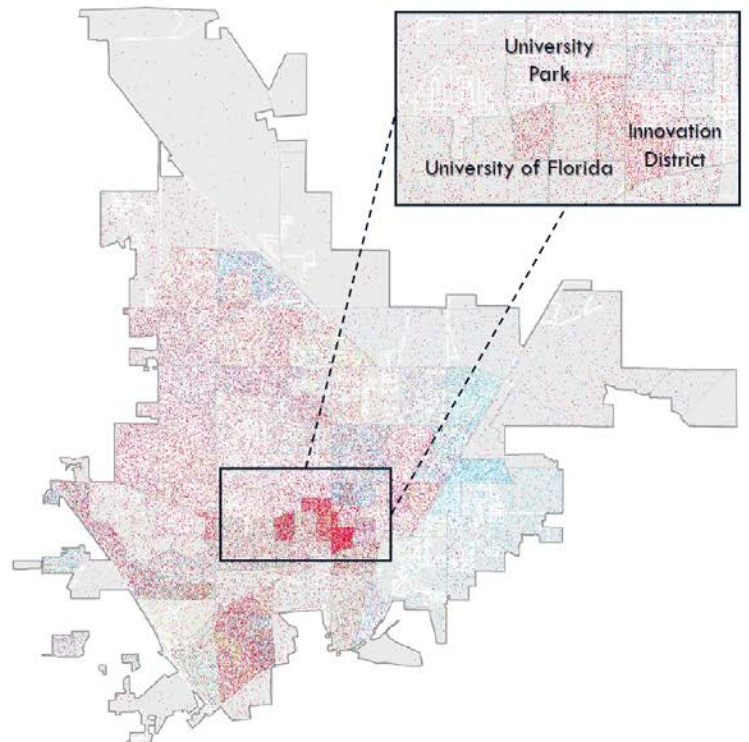 University
Park
Innovation
District
University of Florida